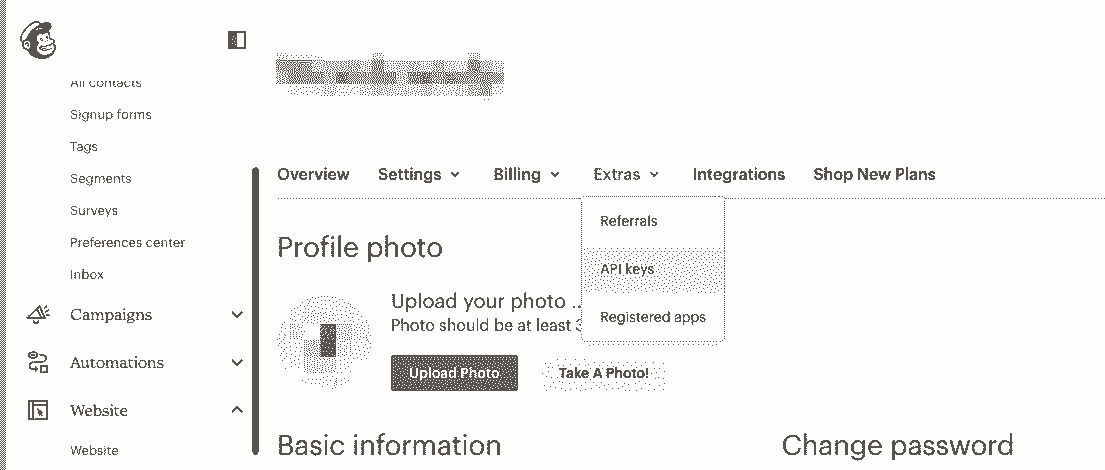 All contacts
Signup forms
Tags
Segments
Surveys
Preferences center
Inbox
Campaigns
Automations
Website
Website
Overview Settings Billing Extras Integrations Shop New Plans
Referrals
API keys
Registered apps
Profile photo
Upload your photo ..
Photo should be at least
Upload Photo Take A Photo!
Basic information
Change password